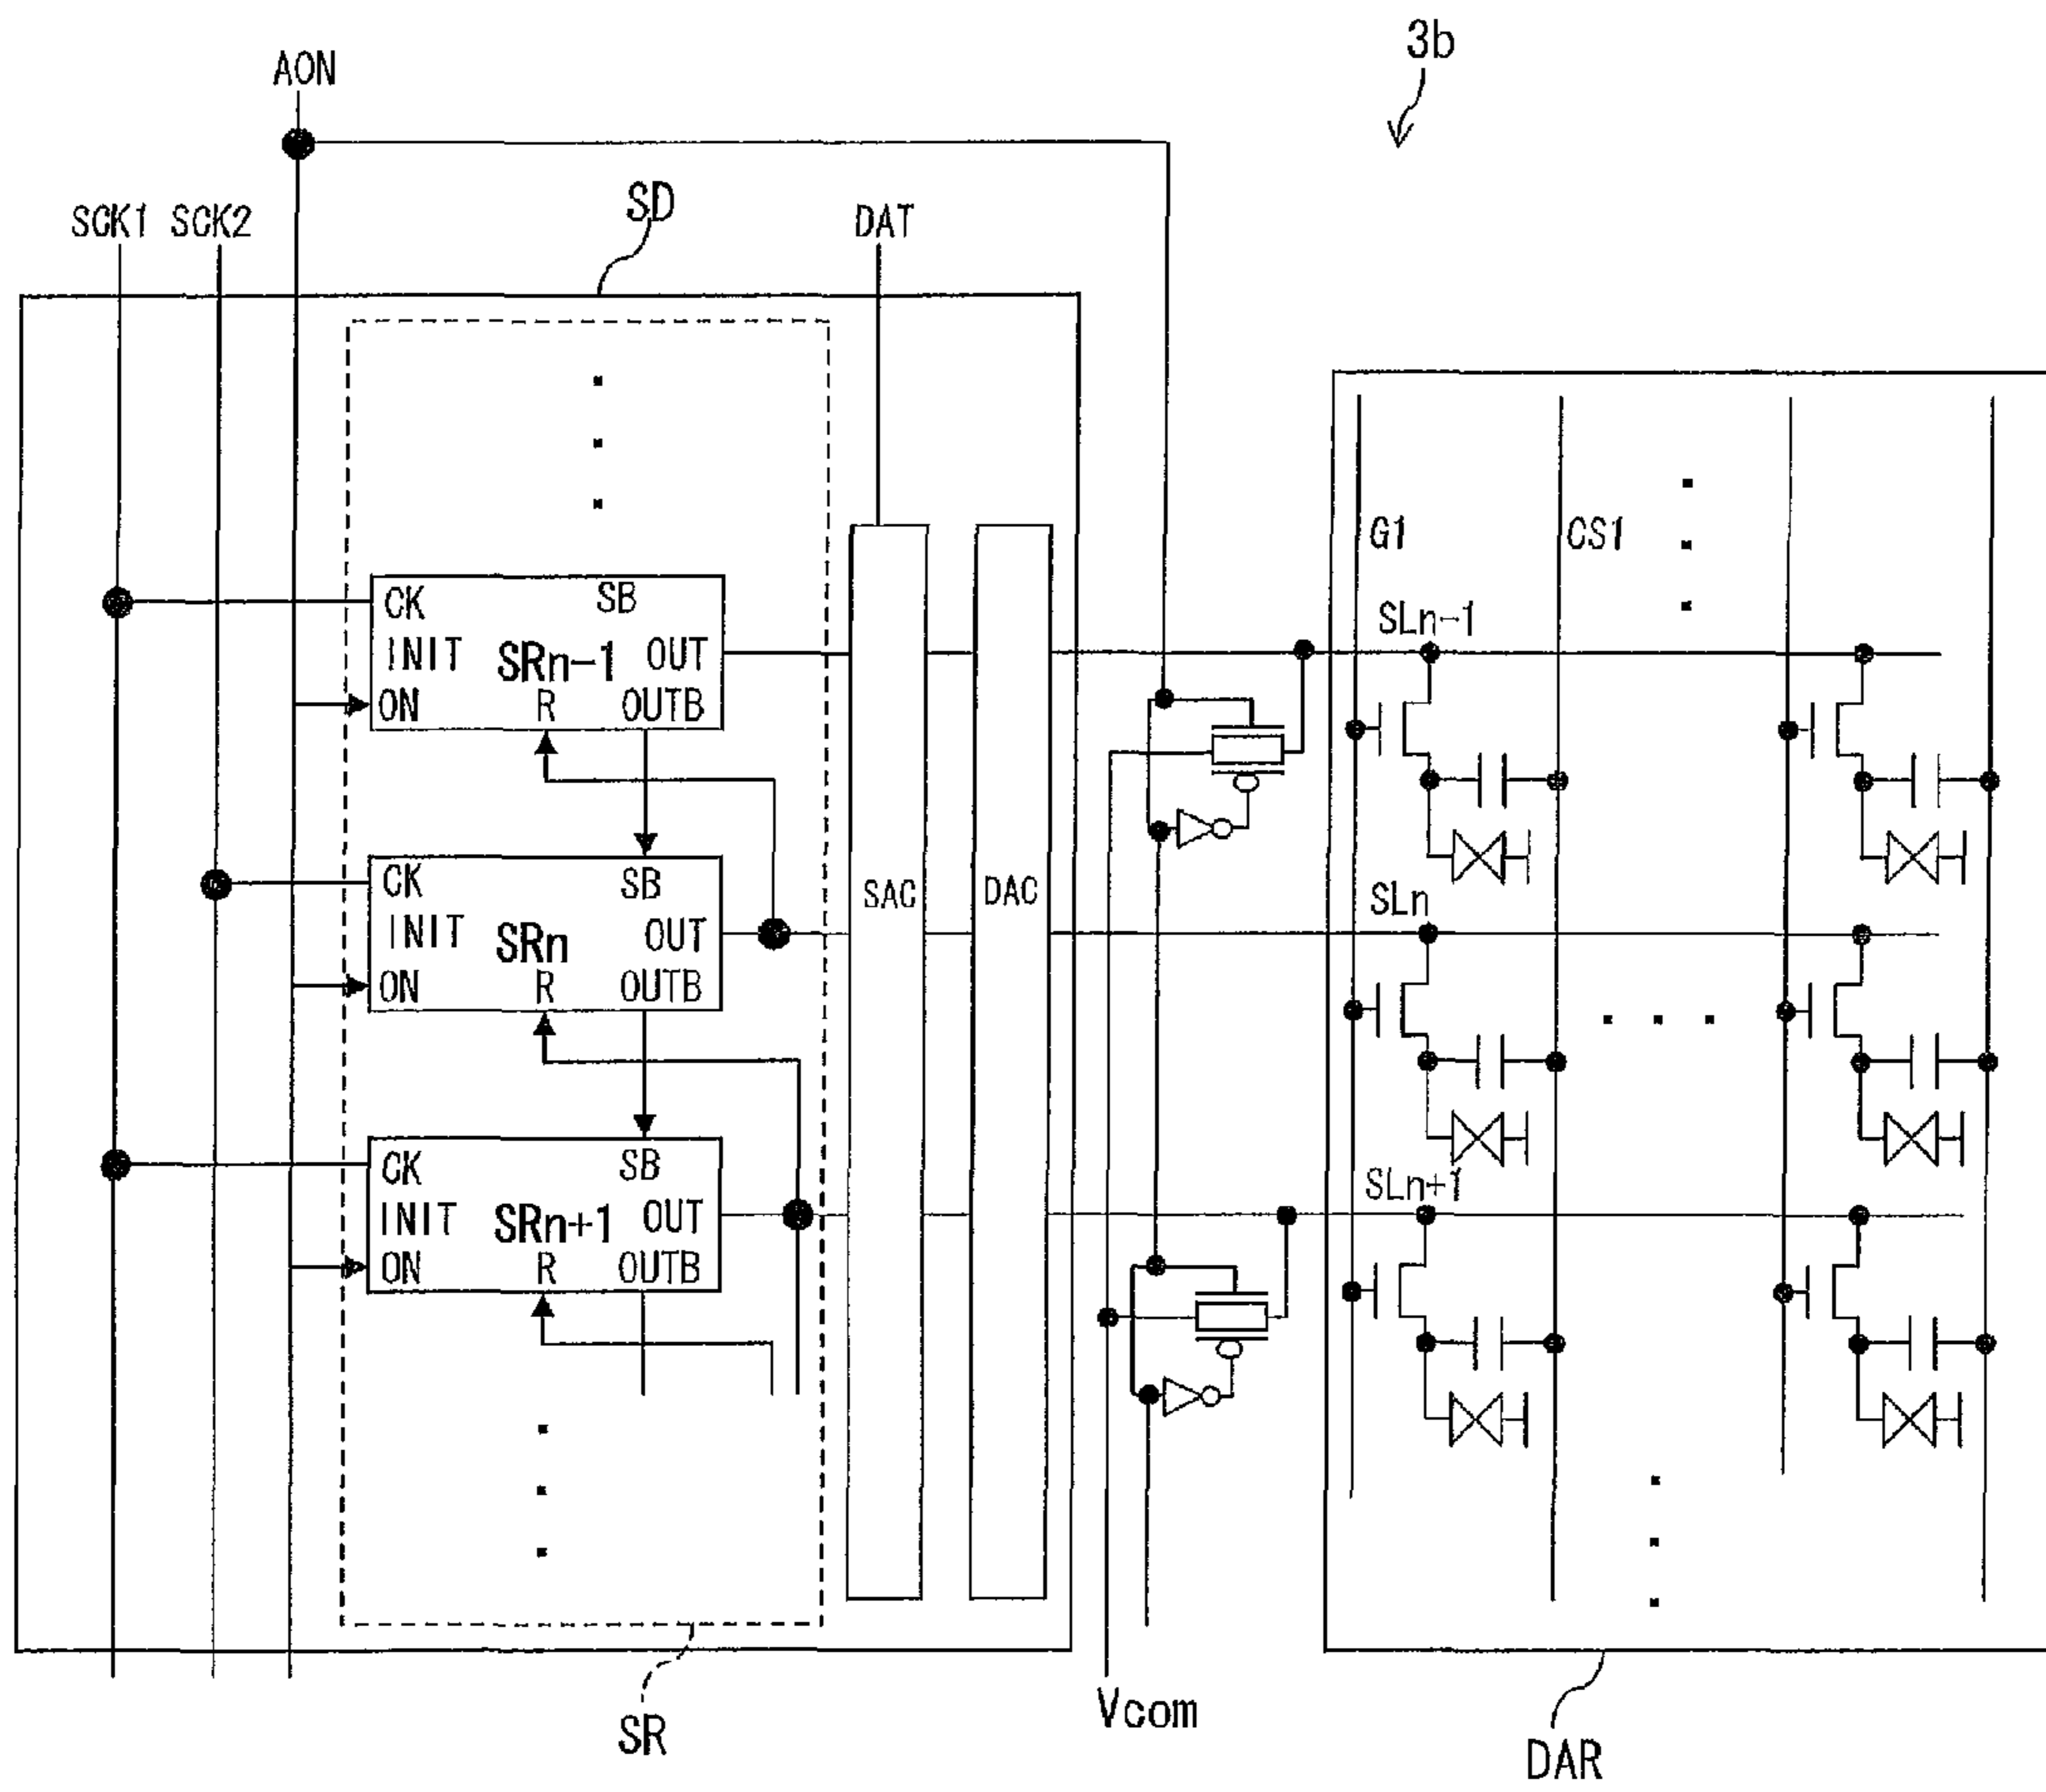 3b
AON
SD
SCK1 SCK2 DAT
G1 CS1
CK SB
INIT SRn-1 OUT
ON R OUTB
SLn-1
CK SB
INIT SRn OUT
ON R OUTB
SAC DAC
SLn
CK SB
INIT SRn+1 OUT
ON R OUTB
SLn+1
SR
Vcom
DAR